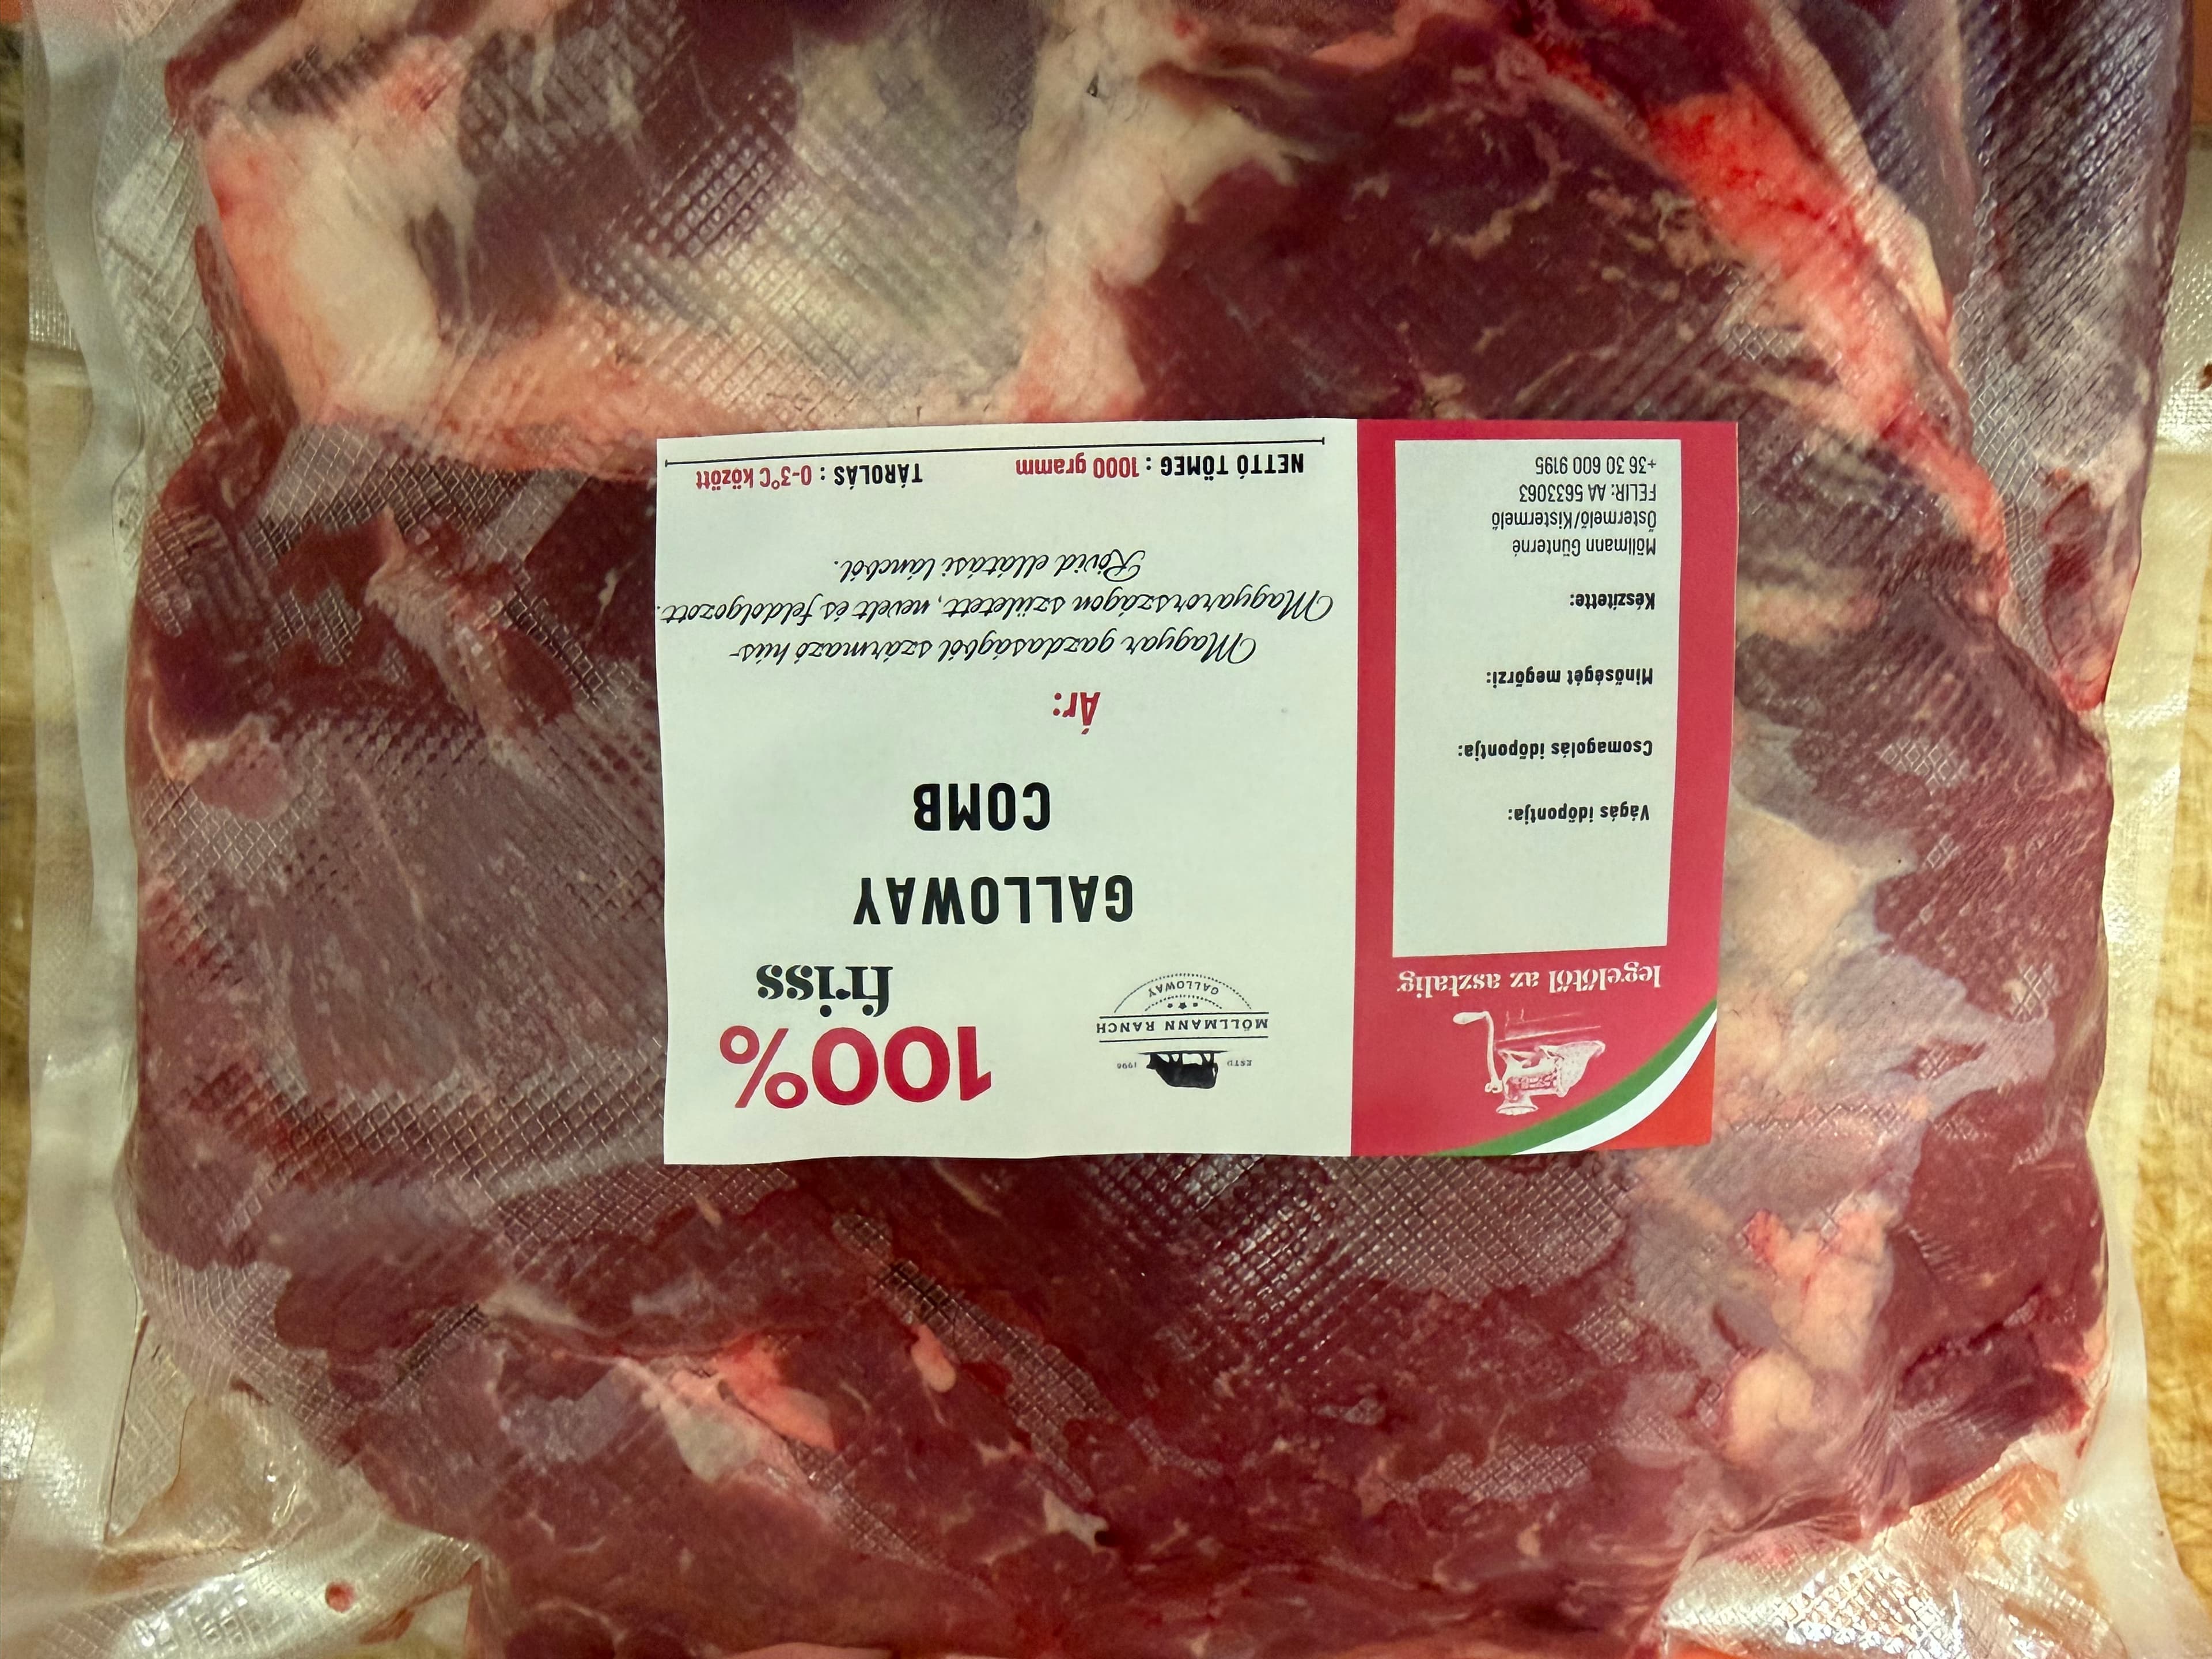 legelőtől az asztalig
Vágás időpontja:
Csomagolás időpontja:
Minőségét megőrzi:
Készítette:
Möllmann Günterné
Őstermelő/Kistermelő
FELIR: AA 5633063
+36 30 600 9195
ESTD 1996
MÖLLMANN RANCH
GALLOWAY
100%
friss
GALLOWAY
COMB
Ár:
Magyar gazdaságból származó hús-
Magyarországon született, nevelt és feldolgozott.
Rövid ellátási láncból.
NETTÓ TÖMEG : 1000 gramm TÁROLÁS : 0-3°C között